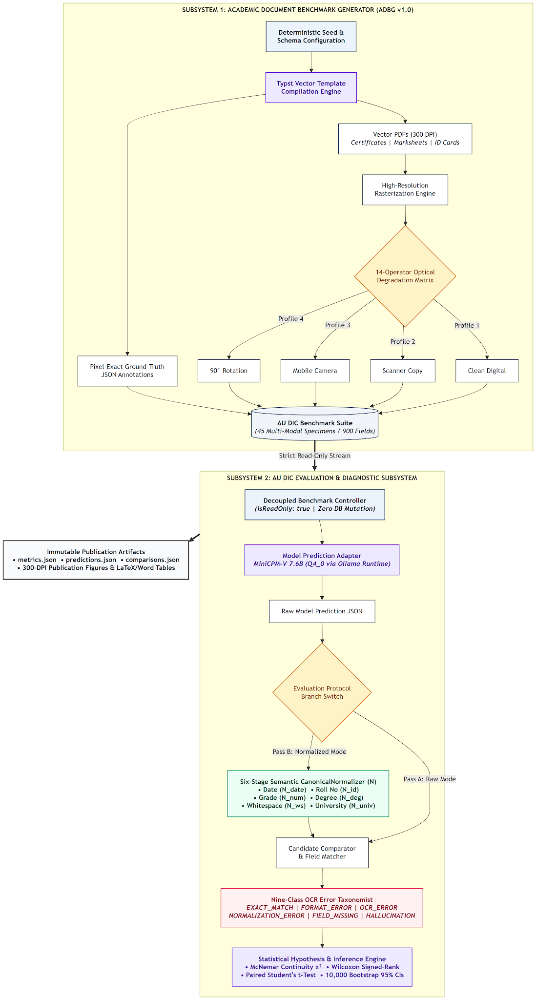 SUBSYSTEM 1: ACADEMIC DOCUMENT BENCHMARK GENERATOR (ADBG v1.0)
Deterministic Seed &
Schema Configuration
Typst Vector Template
Compilation Engine
Vector PDFs (300 DPI)
Certificates | Marksheets | ID Cards
High-Resolution
Rasterization Engine
14-Operator Optical
Degradation Matrix
Profile 4
Profile 3
Profile 2
Profile 1
Pixel-Exact Ground-Truth
JSON Annotations
90° Rotation
Mobile Camera
Scanner Copy
Clean Digital
AU DIC Benchmark Suite
(45 Multi-Modal Specimens / 900 Fields)
Strict Read-Only Stream
SUBSYSTEM 2: AU DIC EVALUATION & DIAGNOSTIC SUBSYSTEM
Decoupled Benchmark Controller
(isReadOnly: true | Zero DB Mutation)
Immutable Publication Artifacts
• metrics.json • predictions.json • comparisons.json
• 300-DPI Publication Figures & LaTeX/Word Tables
Model Prediction Adapter
MiniCPM-V 7.6B (Q4_0 via Ollama Runtime)
Raw Model Prediction JSON
Evaluation Protocol
Branch Switch
Pass B: Normalized Mode
Pass A: Raw Mode
Six-Stage Semantic CanonicalNormalizer (N)
• Date (N_date) • Roll No (N_id)
• Grade (N_num) • Degree (N_deg)
• Whitespace (N_ws) • University (N_univ)
Candidate Comparator
& Field Matcher
Nine-Class OCR Error Taxonomist
EXACT_MATCH | FORMAT_ERROR | OCR_ERROR
NORMALIZATION_ERROR | FIELD_MISSING | HALLUCINATION
Statistical Hypothesis & Inference Engine
• McNemar Continuity x² • Wilcoxon Signed-Rank
• Paired Student's t-Test • 10,000 Bootstrap 95% CIs